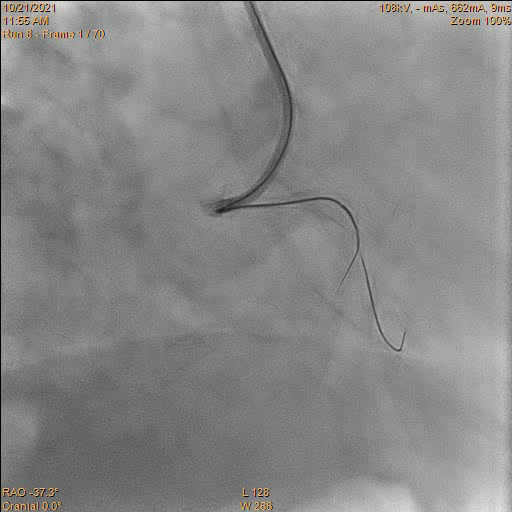 10/21/2021
11:55 AM
Run 8 - Frame 1 / 70
108kV, - mAs, 662mA, 9ms
Zoom 100%
RAO -37.3°
Cranial 0.0°
L 128
W 256